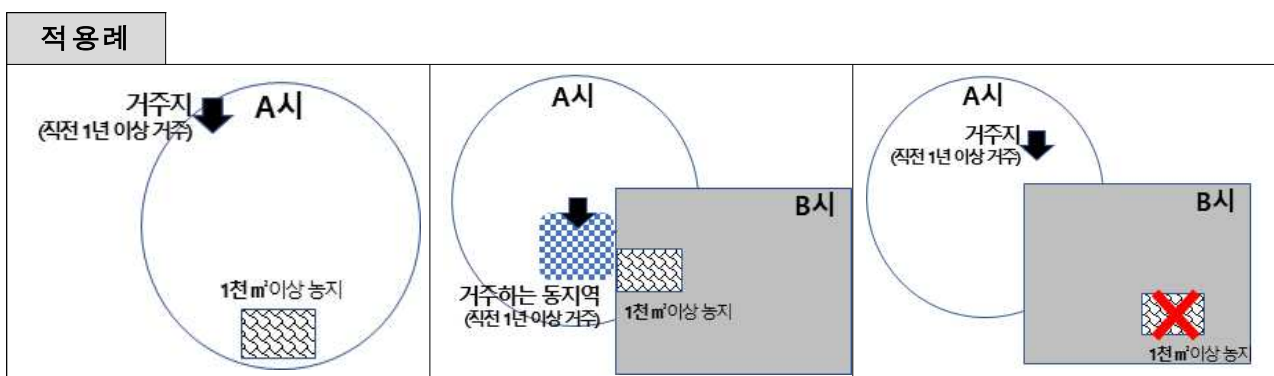 적용례
거주지
(직전 1년 이상 거주)
A시
1천㎡이상 농지
A시
B시
거주하는 동지역
(직전 1년 이상 거주)
1천㎡이상 농지
A시
거주지
(직전 1년 이상 거주)
B시
1천㎡이상 농지